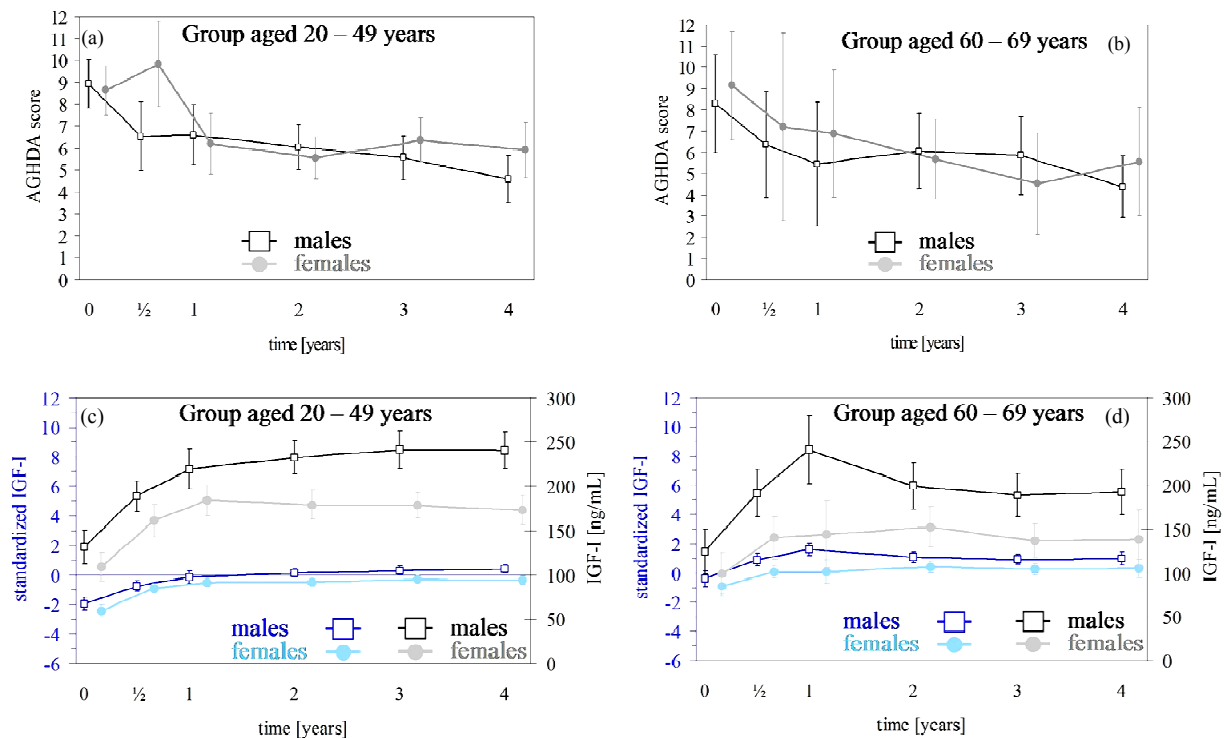 (a) Group aged 20 – 49 years
12
11
10
9
8
7
6
5
4
3
2
1
0
AGHDA score
males
females
0 ½ 1 2 3 4
time [years]
Group aged 60 – 69 years (b)
12
11
10
9
8
7
6
5
4
3
2
1
0
AGHDA score
males
females
0 ½ 1 2 3 4
time [years]
(c) Group aged 20 – 49 years
12
10
8
6
4
2
0
-2
-4
-6
standardized IGF-I
300
250
200
150
100
50
0
IGF-I [ng/mL]
males males
females females
0 ½ 1 2 3 4
time [years]
Group aged 60 – 69 years (d)
12
10
8
6
4
2
0
-2
-4
-6
standardized IGF-I
300
250
200
150
100
50
0
IGF-I [ng/mL]
males males
females females
0 ½ 1 2 3 4
time [years]